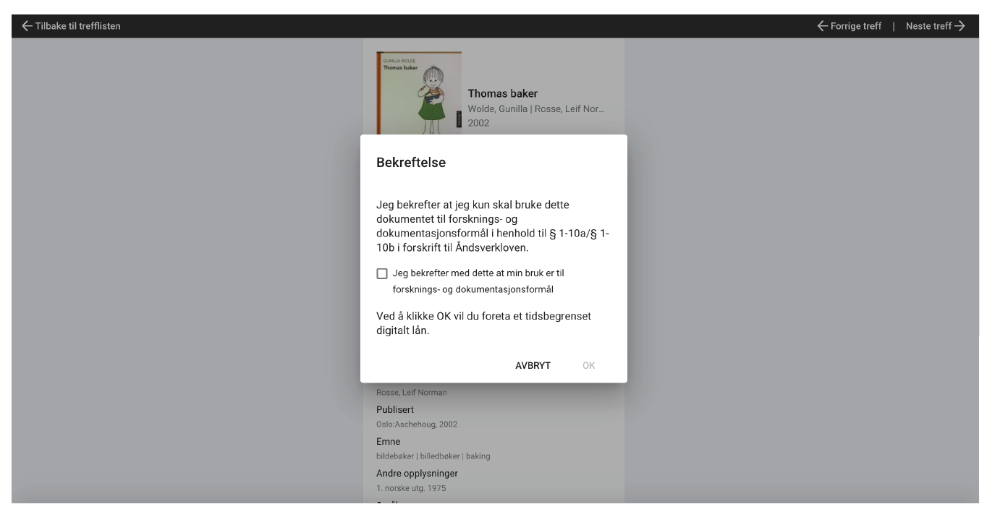 ← Tilbake til trefflisten
← Forrige treff | Neste treff →
GUNILLA WOLDE
Thomas baker
Thomas baker
Wolde, Gunilla | Rosse, Leif Nor...
2002
Bekreftelse
Jeg bekrefter at jeg kun skal bruke dette
dokumentet til forsknings- og
dokumentasjonsformål i henhold til § 1-10a/§ 1-
10b i forskrift til Åndsverkloven.
Jeg bekrefter med dette at min bruk er til
forsknings- og dokumentasjonsformål
Ved å klikke OK vil du foreta et tidsbegrenset
digitalt lån.
AVBRYT OK
Rosse, Leif Norman
Publisert
Oslo:Aschehoug, 2002
Emne
bildebøker | billedbøker | baking
Andre opplysninger
1. norske utg. 1975